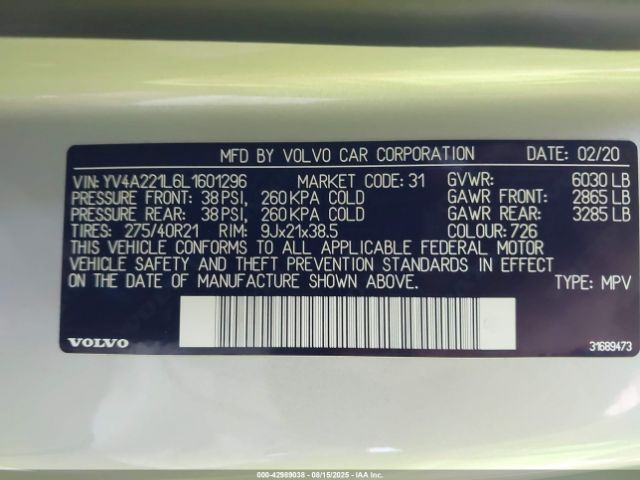 MFD BY VOLVO CAR CORPORATION DATE: 02/20
VIN: YV4A221L6L1601296 MARKET CODE: 31 GVWR: 6030 LB
PRESSURE FRONT: 38 PSI, 260 KPA COLD GAWR FRONT: 2865 LB
PRESSURE REAR: 38 PSI, 260 KPA COLD GAWR REAR: 3285 LB
TIRES: 275/40R21 RIM: 9Jx21x38.5 COLOUR: 726
THIS VEHICLE CONFORMS TO ALL APPLICABLE FEDERAL MOTOR
VEHICLE SAFETY AND THEFT PREVENTION STANDARDS IN EFFECT
ON THE DATE OF MANUFACTURE SHOWN ABOVE. TYPE: MPV
VOLVO 31689473
000-42989038 - 08/15/2025 - IAA Inc.